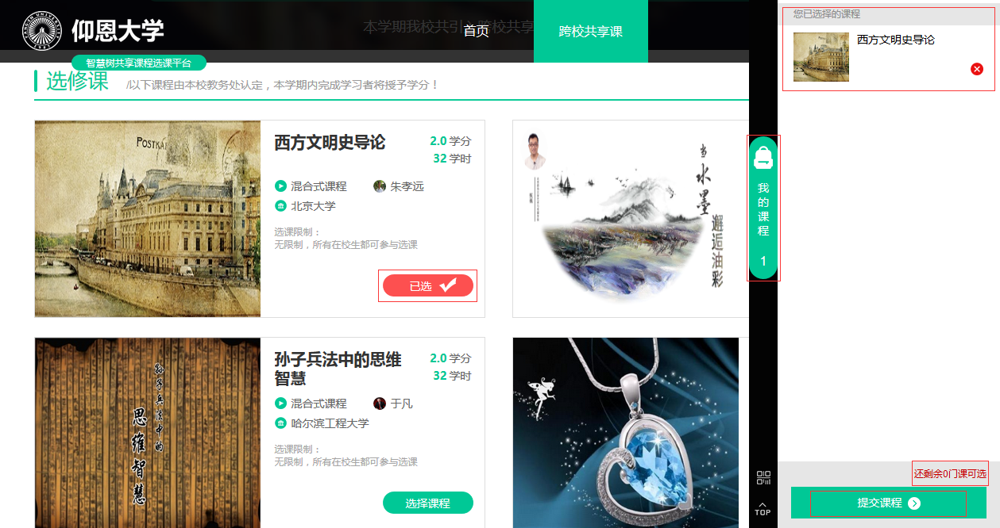 仰恩大学
智慧树共享课程选课平台
本学期我校共引
跨校共享
首页
跨校共享课
选修课
/以下课程由本校教务处认定，本学期内完成学习者将授予学分！
POSTKA
西方文明史导论
2.0 学分
32 学时
混合式课程
朱孝远
北京大学
选课限制：
无限制，所有在校生都可参与选课
已选
当水墨
邂逅油彩
孙子兵法中的
思维智慧
孙子兵法中的思维
智慧
2.0 学分
32 学时
混合式课程
于凡
哈尔滨工程大学
选课限制：
无限制，所有在校生都可参与选课
选择课程
我的课程
1
TOP
您已选择的课程
西方文明史导论
还剩余0门课可选
提交课程